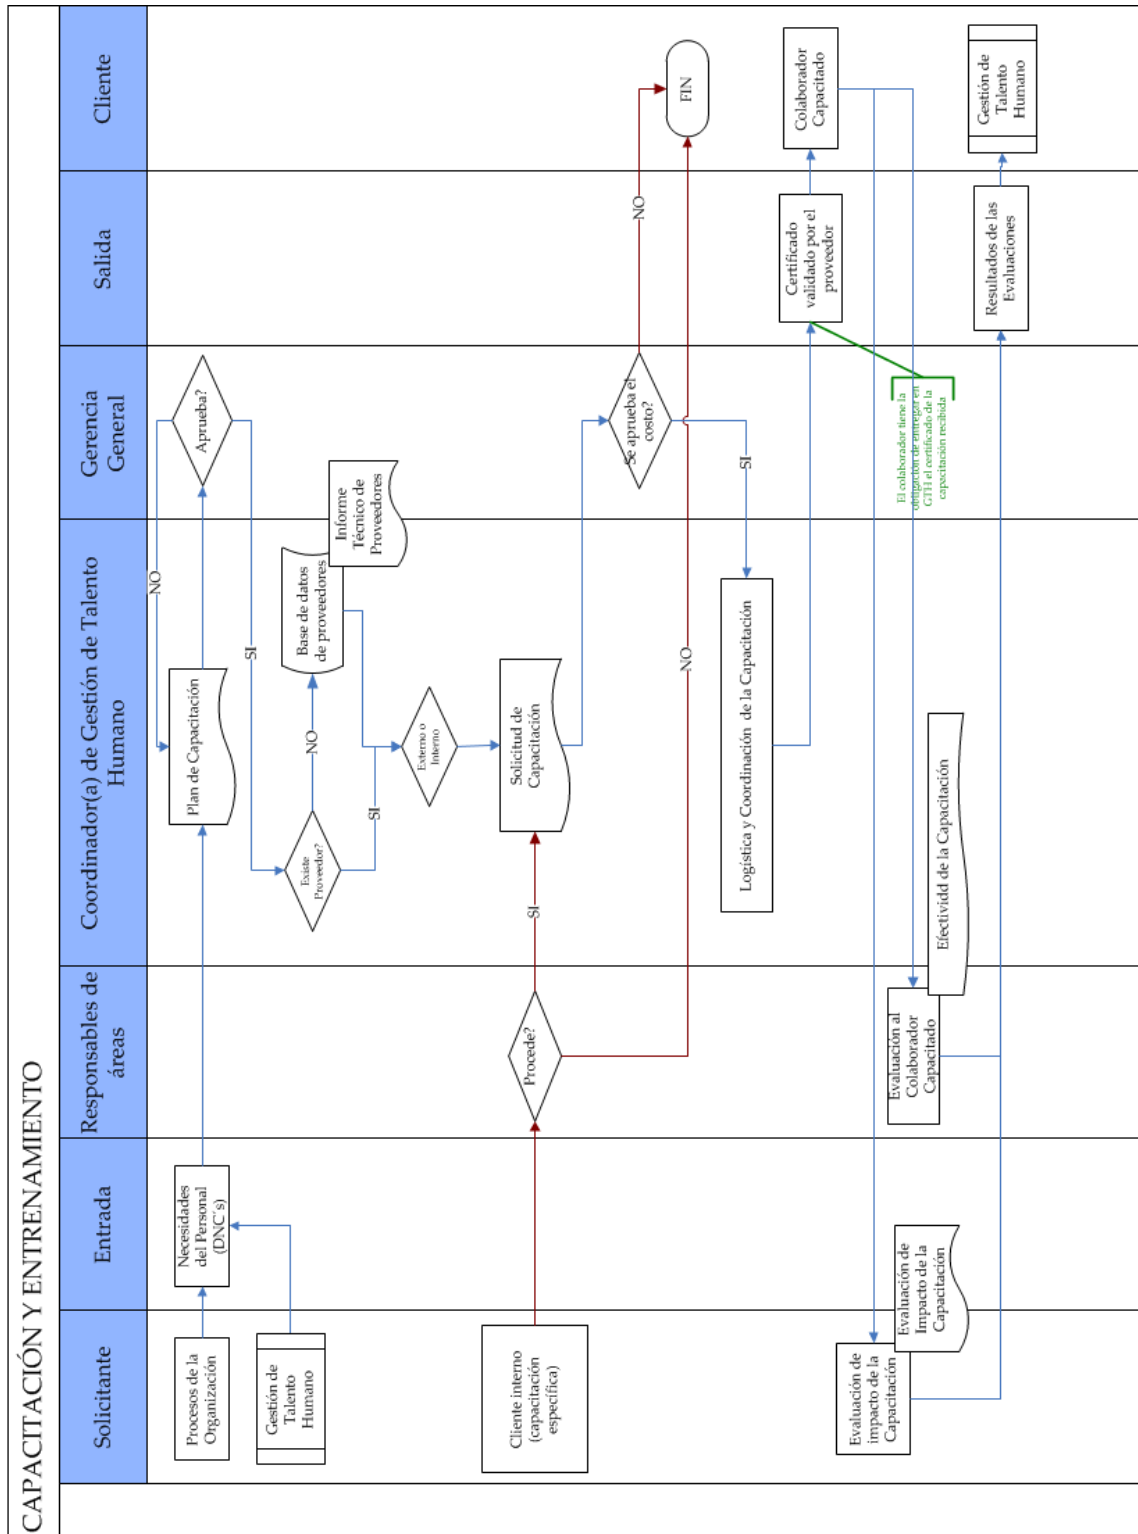 CAPACITACIÓN Y ENTRENAMIENTO
Solicitante
Entrada
Responsables de
áreas
Coordinador(a) de Gestión de Talento
Humano
Gerencia
General
Salida
Cliente
Procesos de la
Organización
Gestión de
Talento
Humano
Necesidades
del Personal
(DNC´s)
Plan de Capacitación
NO
Aprueba?
SI
Existe
Proveedor?
NO
SI
Base de datos
de proveedores
Informe
Técnico de
Proveedores
Externo o
Interno
Cliente interno
(capacitación
específica)
Procede?
SI
NO
Solicitud de
Capacitación
Se aprueba el
costo?
NO
SI
FIN
Logística y Coordinación de la Capacitación
Certificado
validado por el
proveedor
Colaborador
Capacitado
El colaborador tiene la
obligación de entregar en
GTH el certificado de la
capacitación recibida
Evaluación de
impacto de la
Capacitación
Evaluación de
Impacto de la
Capacitación
Evaluación al
Colaborador
Capacitado
Efectividd de la Capacitación
Resultados de las
Evaluaciones
Gestión de
Talento
Humano